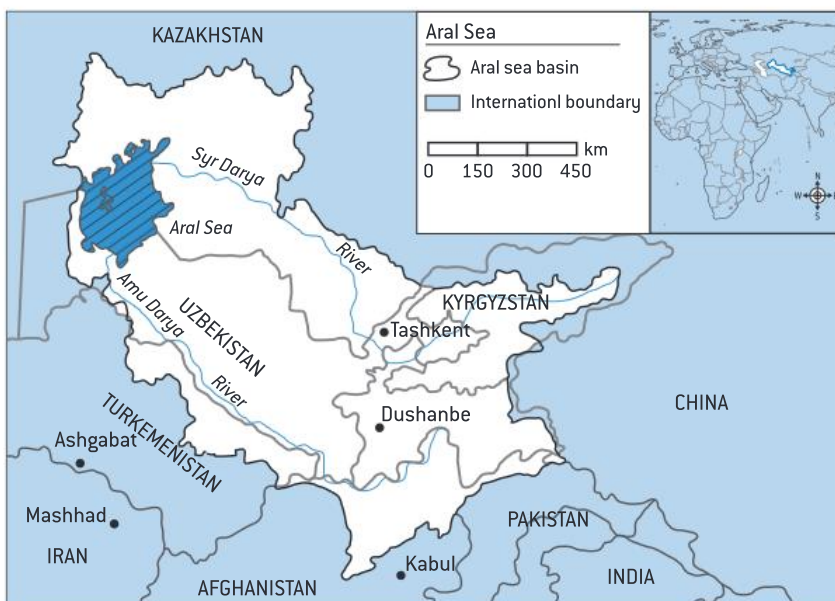 KAZAKHSTAN
Aral Sea
Aral sea basin
Internationl boundary
km
0 150 300 450
N
W
S
Syr Darya
River
Aral Sea
Amu Darya
River
UZBEKISTAN
KYRGYZSTAN
Tashkent
Dushanbe
CHINA
TURKEMENISTAN
Ashgabat
Mashhad
IRAN
AFGHANISTAN
Kabul
PAKISTAN
INDIA